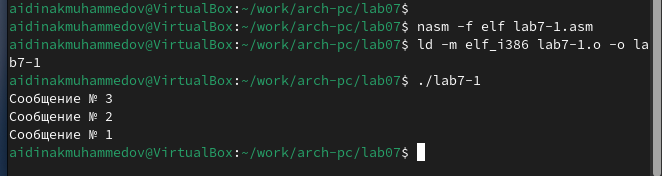 aidinakmuhammedov@VirtualBox:~/work/arch-pc/lab07$
aidinakmuhammedov@VirtualBox:~/work/arch-pc/lab07$ nasm -f elf lab7-1.asm
aidinakmuhammedov@VirtualBox:~/work/arch-pc/lab07$ ld -m elf_i386 lab7-1.o -o la
b7-1
aidinakmuhammedov@VirtualBox:~/work/arch-pc/lab07$ ./lab7-1
Сообщение № 3
Сообщение № 2
Сообщение № 1
aidinakmuhammedov@VirtualBox:~/work/arch-pc/lab07$